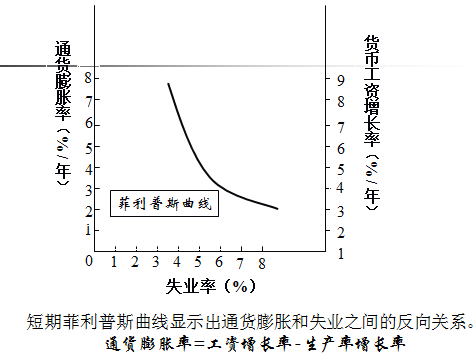 通货膨胀率（%/年）
货币工资增长率（%/年）
8
7
6
5
4
3
2
1
0
9
8
7
6
5
4
3
2
1
菲利普斯曲线
1 2 3 4 5 6 7 8
失业率（%）
短期菲利普斯曲线显示出通货膨胀和失业之间的反向关系。
通货膨胀率=工资增长率-生产率增长率